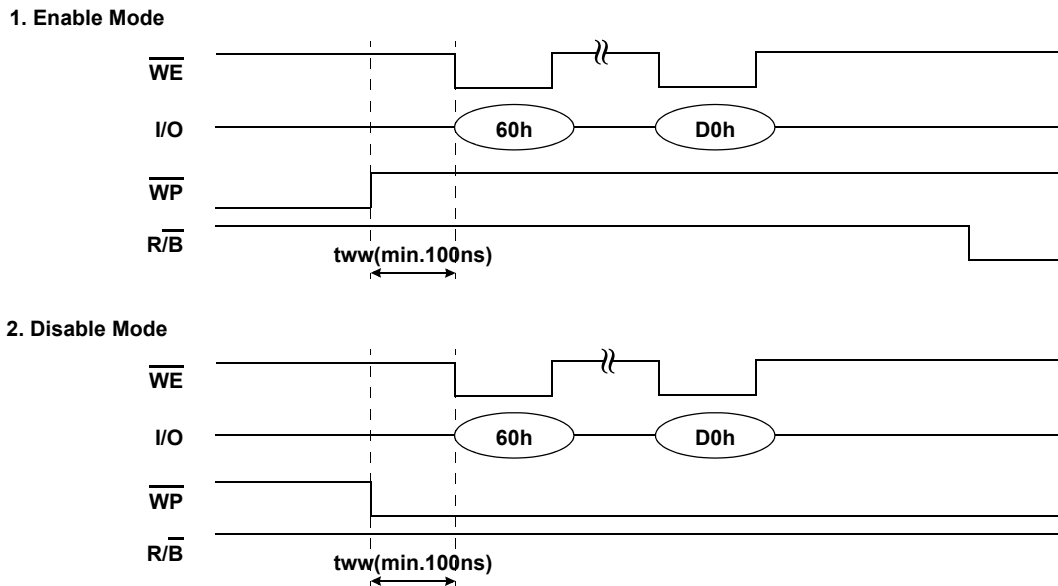 1. Enable Mode
WE
I/O 60h D0h
WP
R/B
tww(min.100ns)
2. Disable Mode
WE
I/O 60h D0h
WP
R/B
tww(min.100ns)